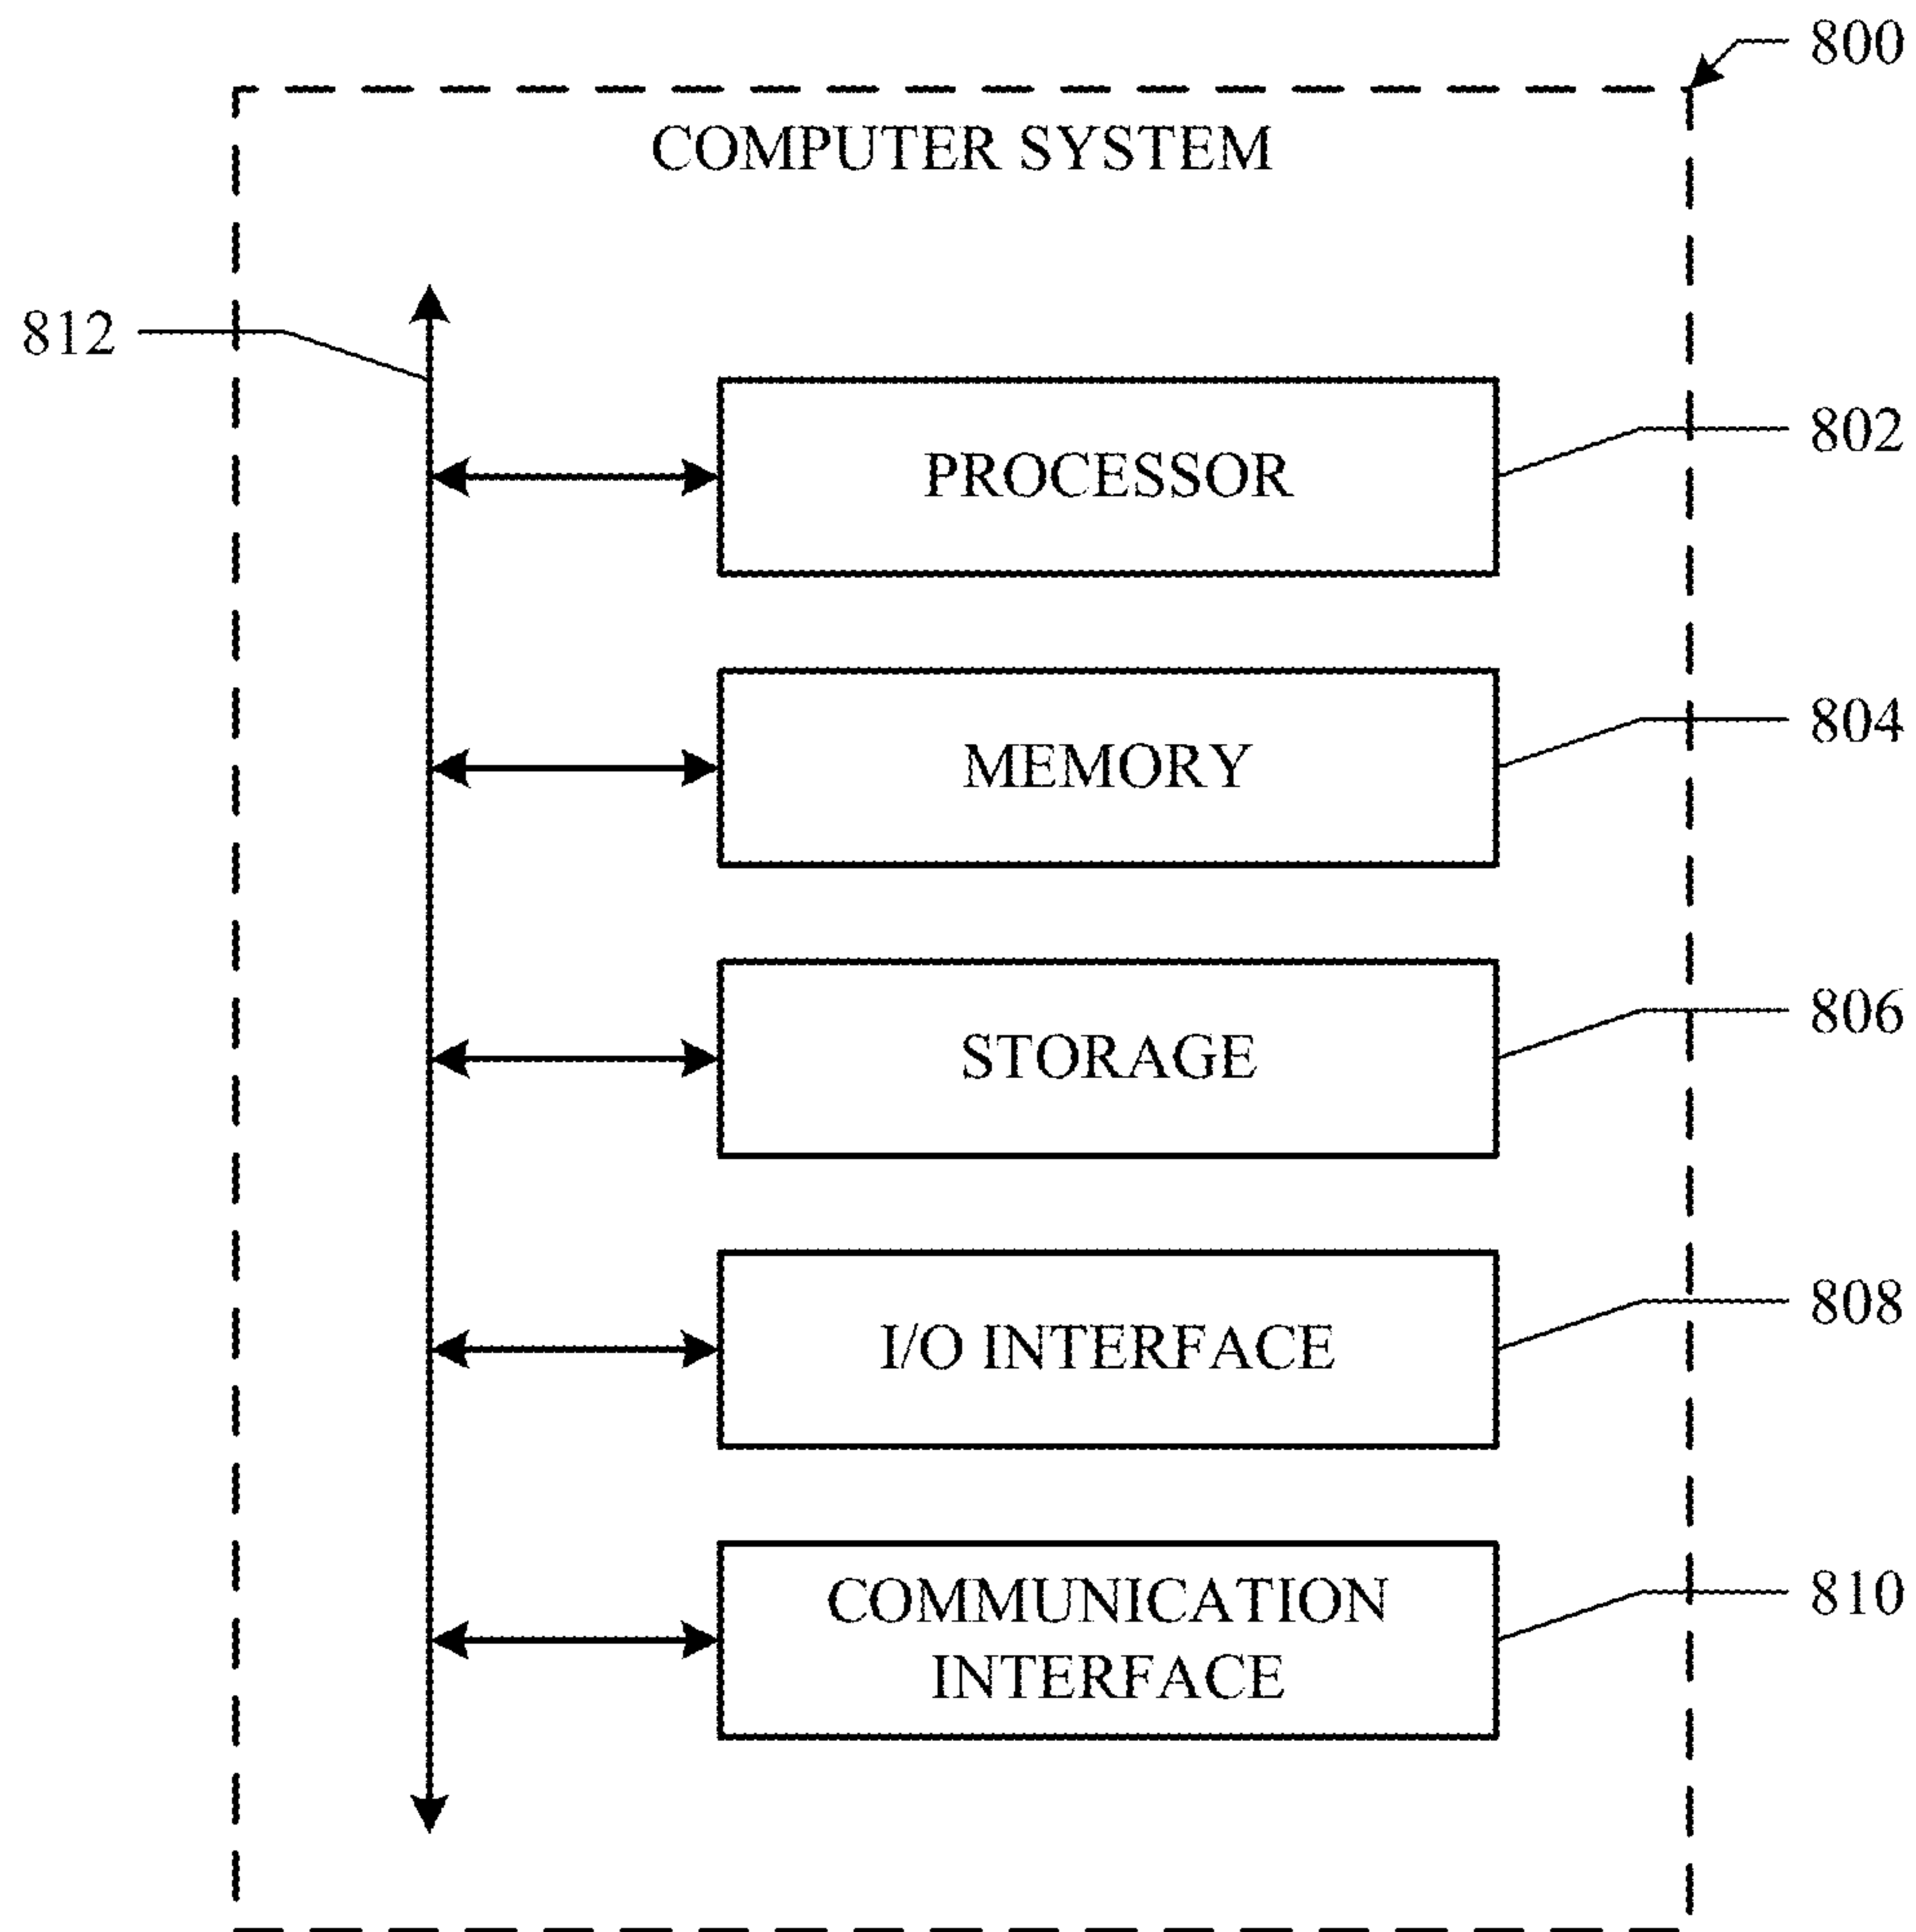 800
COMPUTER SYSTEM
812
802
PROCESSOR
804
MEMORY
806
STORAGE
808
I/O INTERFACE
810
COMMUNICATION
INTERFACE